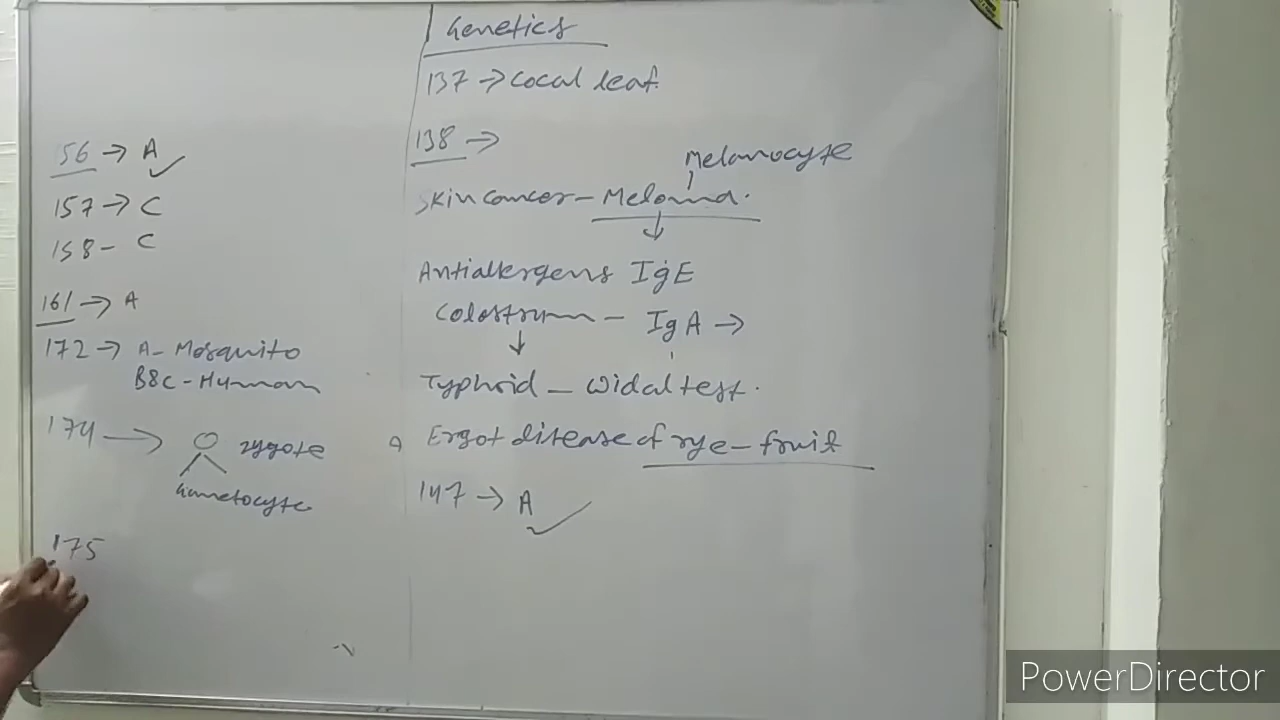 156 → A
157 → C
158 - C
161 → A
172 → A - Mosquito
B&C - Human
174 → zygote
Gametocyte
175
Genetics
137 → Cocal leaf.
138 →
Melanocyte
Skin cancer - Meloma.
Antiallergens IgE
Colostrum - IgA →
Typhoid - Widal test.
Ergot disease of rye - fruit
147 → A
PowerDirector